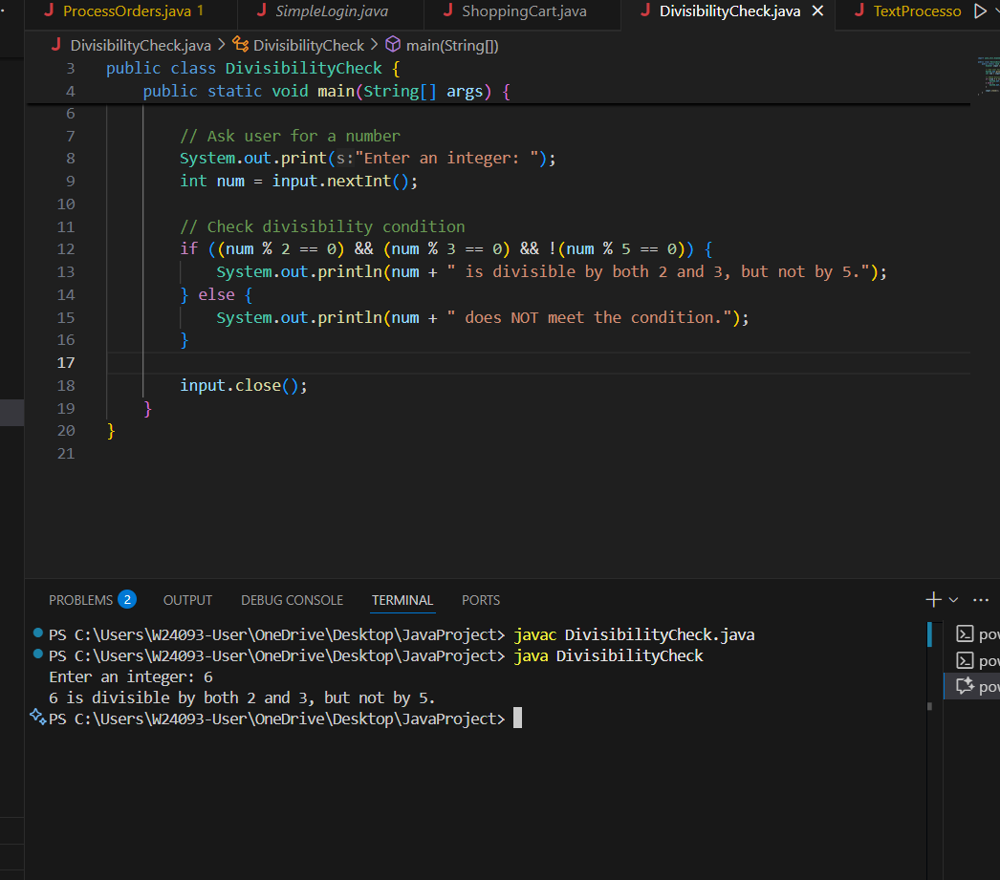 ProcessOrders.java 1 SimpleLogin.java ShoppingCart.java DivisibilityCheck.java TextProcesso
DivisibilityCheck.java > DivisibilityCheck > main(String[])
3 public class DivisibilityCheck {
4 public static void main(String[] args) {
6
7 // Ask user for a number
8 System.out.print(s:"Enter an integer: ");
9 int num = input.nextInt();
10
11 // Check divisibility condition
12 if ((num % 2 == 0) && (num % 3 == 0) && !(num % 5 == 0)) {
13 System.out.println(num + " is divisible by both 2 and 3, but not by 5.");
14 } else {
15 System.out.println(num + " does NOT meet the condition.");
16 }
17
18 input.close();
19 }
20 }
21
PROBLEMS 2 OUTPUT DEBUG CONSOLE TERMINAL PORTS
PS C:\Users\W24093-User\OneDrive\Desktop\JavaProject> javac DivisibilityCheck.java
PS C:\Users\W24093-User\OneDrive\Desktop\JavaProject> java DivisibilityCheck
Enter an integer: 6
6 is divisible by both 2 and 3, but not by 5.
PS C:\Users\W24093-User\OneDrive\Desktop\JavaProject>
pow
pow
pow